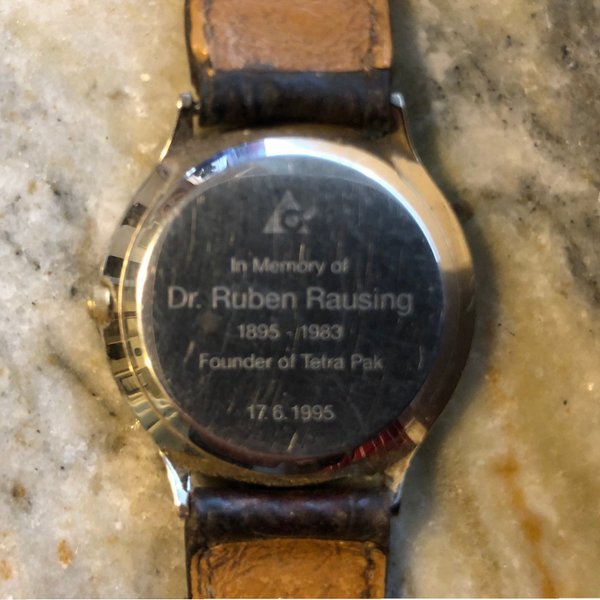 In Memory of
Dr. Ruben Rausing
1895 - 1983
Founder of Tetra Pak
17.6.1995